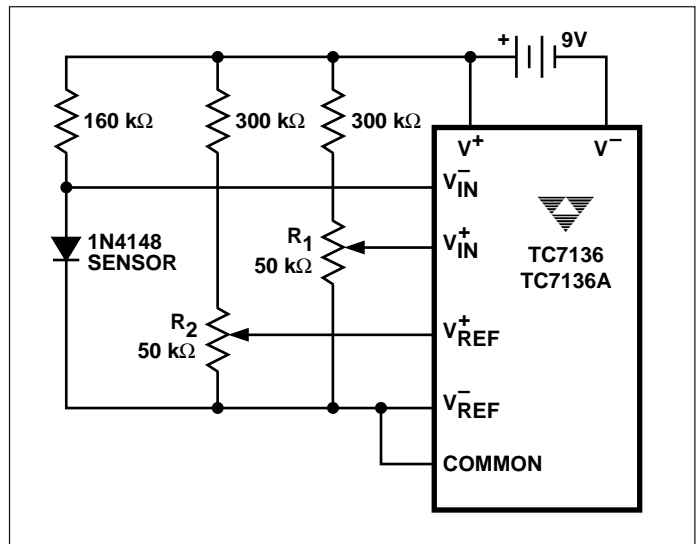 + 9V
160 kΩ 300 kΩ 300 kΩ
V+ V−
V−IN
1N4148
SENSOR
R1
50 kΩ
V+IN
TC7136
TC7136A
R2
50 kΩ
V+REF
V−REF
COMMON